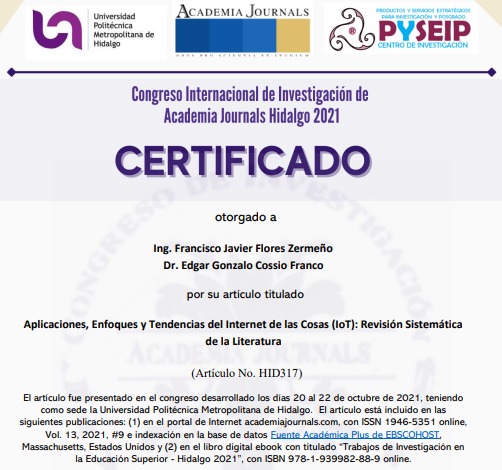 Universidad
Politécnica
Metropolitana de
Hidalgo
ACADEMIA JOURNALS
PRODUCTOS Y SERVICIOS ESTRATÉGICOS
PARA INVESTIGACIÓN Y POSGRADO
PYSEIP
CENTRO DE INVESTIGACIÓN
Congreso Internacional de Investigación de
Academia Journals Hidalgo 2021
CERTIFICADO
otorgado a
Ing. Francisco Javier Flores Zermeño
Dr. Edgar Gonzalo Cossio Franco
por su artículo titulado
Aplicaciones, Enfoques y Tendencias del Internet de las Cosas (IoT): Revisión Sistemática
de la Literatura
(Artículo No. HID317)
El artículo fue presentado en el congreso desarrollado los días 20 al 22 de octubre de 2021, teniendo
como sede la Universidad Politécnica Metropolitana de Hidalgo. El artículo está incluido en las
siguientes publicaciones: (1) en el portal de Internet academiajournals.com, con ISSN 1946-5351 online,
Vol. 13, 2021, #9 e indexación en la base de datos Fuente Académica Plus de EBSCOHOST,
Massachusetts, Estados Unidos y (2) en el libro digital ebook con titulado "Trabajos de Investigación en
la Educación Superior - Hidalgo 2021", con ISBN 978-1-939982-88-9 online.